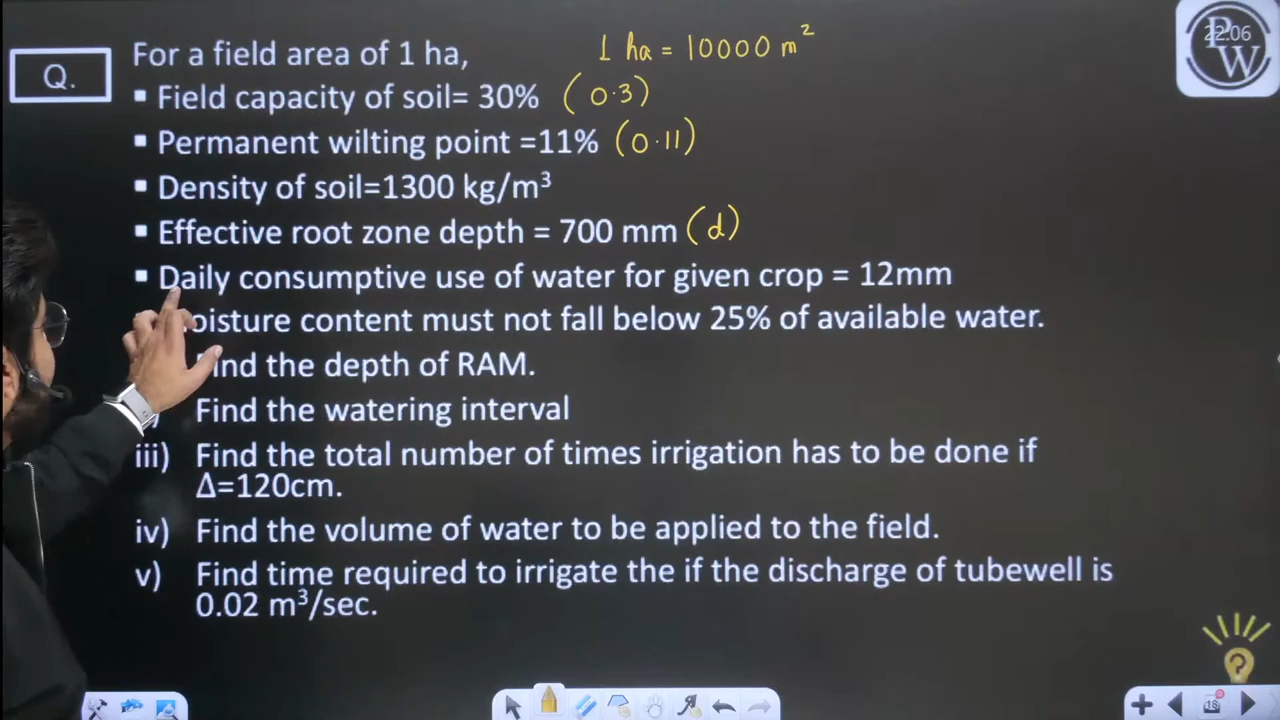 Q.
For a field area of 1 ha,
1 ha = 10000 m²
▪ Field capacity of soil= 30% (0.3)
▪ Permanent wilting point =11% (0.11)
▪ Density of soil=1300 kg/m³
▪ Effective root zone depth = 700 mm (d)
▪ Daily consumptive use of water for given crop = 12mm
oisture content must not fall below 25% of available water.
ind the depth of RAM.
) Find the watering interval
iii) Find the total number of times irrigation has to be done if
Δ=120cm.
iv) Find the volume of water to be applied to the field.
v) Find time required to irrigate the if the discharge of tubewell is
0.02 m³/sec.
22:06
PW
18